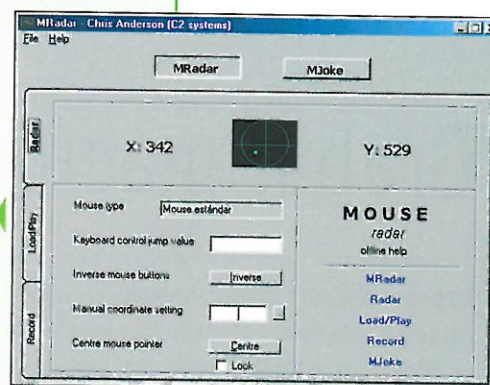 MRadar - Chris Anderson (C2 systems)
File Help
MRadar MJoke
Radar
X: 342 Y: 529
Load/Play
Record
Mouse type Mouse estándar
Keyboard control jump value
Inverse mouse buttons Inverse
Manual coordinate setting
Centre mouse pointer Centre
Lock
MOUSE
radar
offline help
MRadar
Radar
Load/Play
Record
MJoke